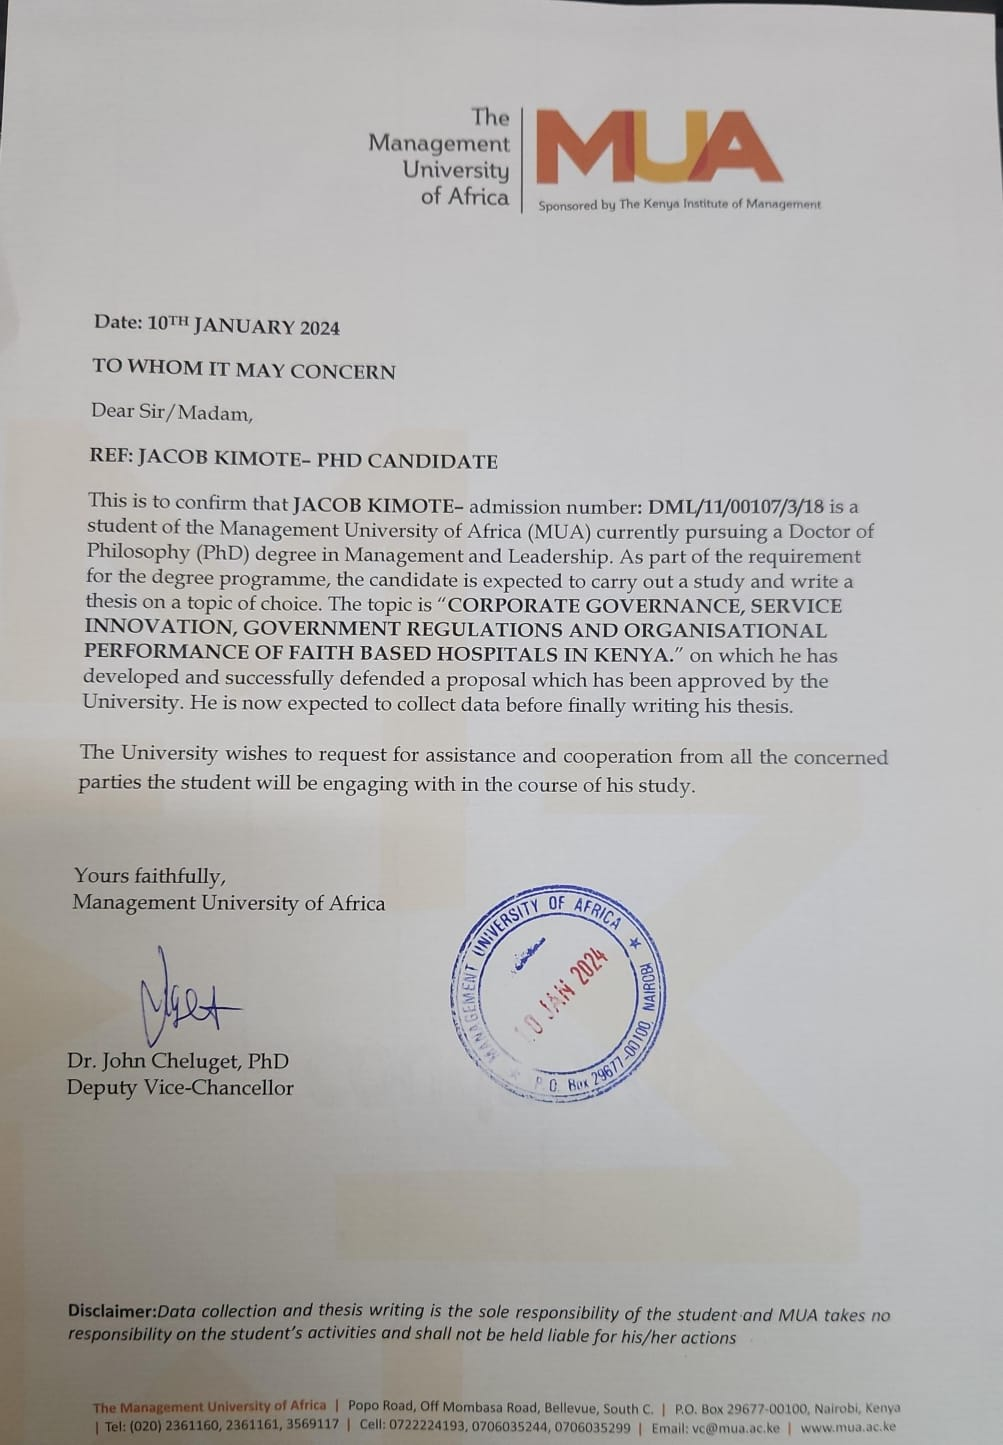 The
Management
University
of Africa
MUA
Sponsored by The Kenya Institute of Management
Date: 10TH JANUARY 2024
TO WHOM IT MAY CONCERN
Dear Sir/Madam,
REF: JACOB KIMOTE– PHD CANDIDATE
This is to confirm that JACOB KIMOTE– admission number: DML/11/00107/3/18 is a
student of the Management University of Africa (MUA) currently pursuing a Doctor of
Philosophy (PhD) degree in Management and Leadership. As part of the requirement
for the degree programme, the candidate is expected to carry out a study and write a
thesis on a topic of choice. The topic is “CORPORATE GOVERNANCE, SERVICE
INNOVATION, GOVERNMENT REGULATIONS AND ORGANISATIONAL
PERFORMANCE OF FAITH BASED HOSPITALS IN KENYA.” on which he has
developed and successfully defended a proposal which has been approved by the
University. He is now expected to collect data before finally writing his thesis.
The University wishes to request for assistance and cooperation from all the concerned
parties the student will be engaging with in the course of his study.
Yours faithfully,
Management University of Africa
MANAGEMENT UNIVERSITY OF AFRICA
10 JAN 2024
P.O. Box 29677-00100, NAIROBI
Dr. John Cheluget, PhD
Deputy Vice-Chancellor
Disclaimer:Data collection and thesis writing is the sole responsibility of the student and MUA takes no
responsibility on the student’s activities and shall not be held liable for his/her actions
The Management University of Africa | Popo Road, Off Mombasa Road, Bellevue, South C. | P.O. Box 29677-00100, Nairobi, Kenya
| Tel: (020) 2361160, 2361161, 3569117 | Cell: 0722224193, 0706035244, 0706035299 | Email: vc@mua.ac.ke | www.mua.ac.ke